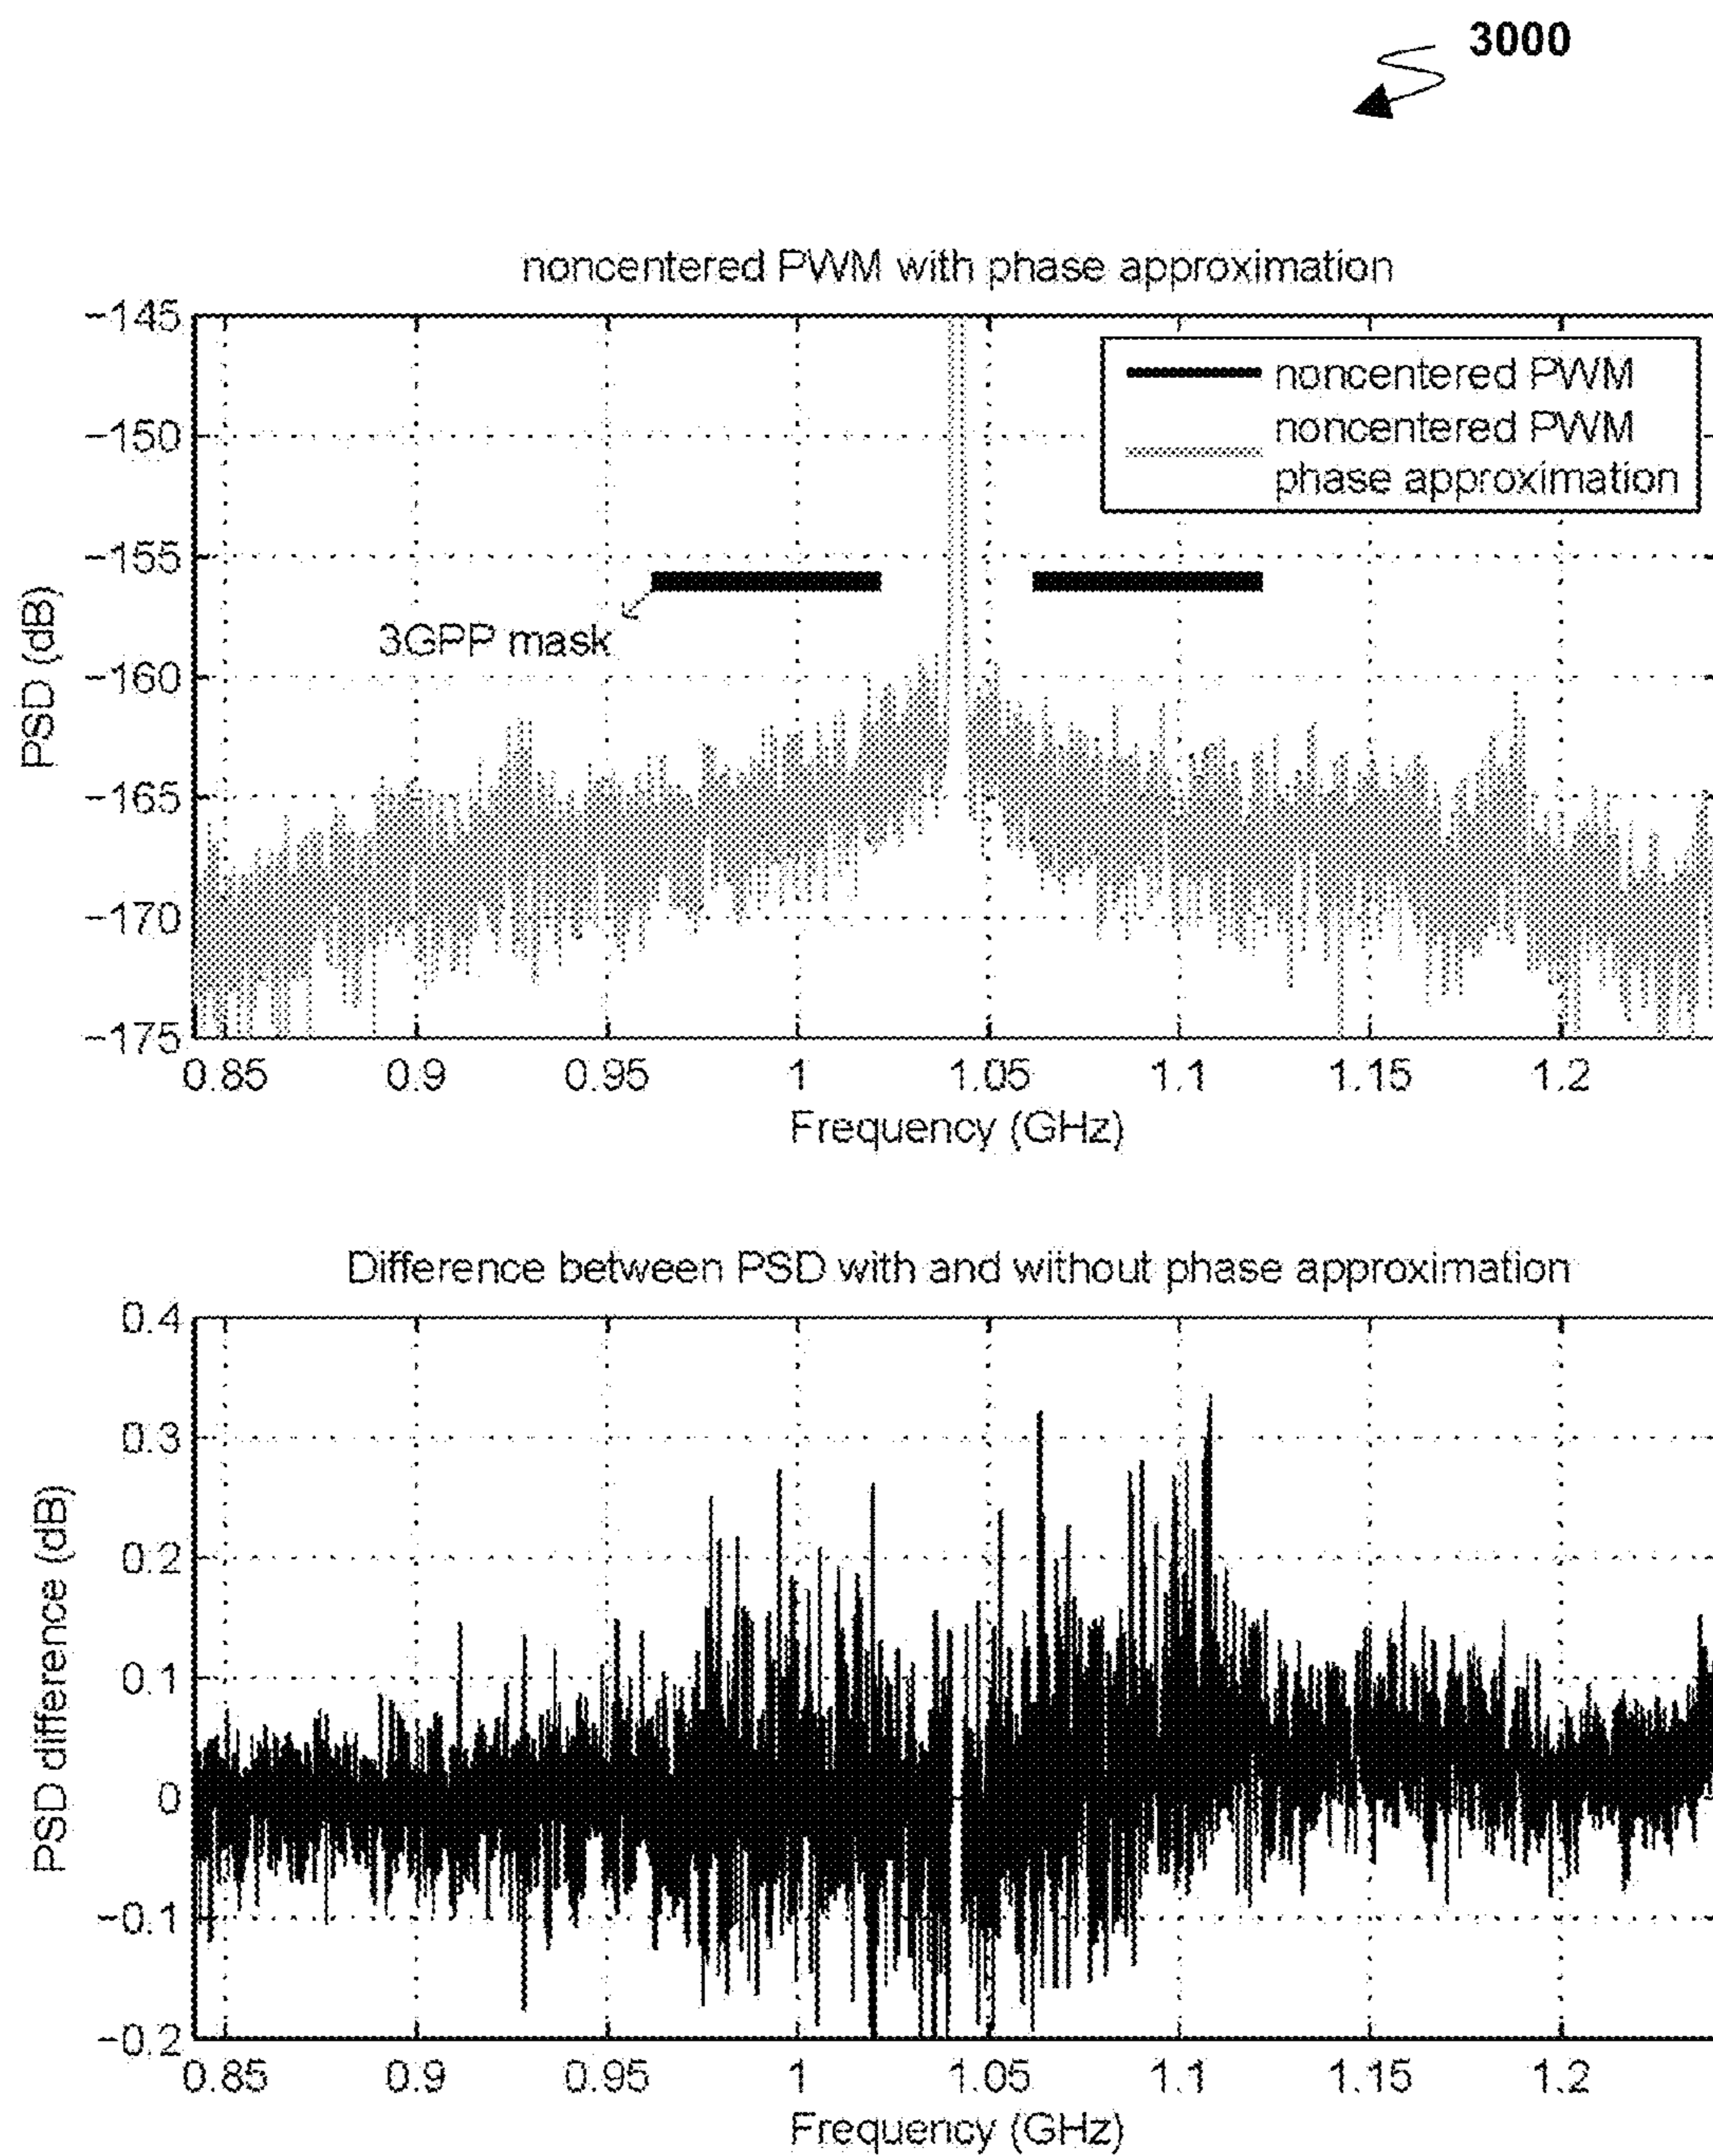 3000
noncentered PWM with phase approximation
−145
−150
−155
−160
−165
−170
−175
PSD (dB)
noncentered PWM
noncentered PWM
phase approximation
3GPP mask
0.85 0.9 0.95 1 1.05 1.1 1.15 1.2
Frequency (GHz)
Difference between PSD with and without phase approximation
0.4
0.3
0.2
0.1
0
−0.1
−0.2
PSD difference (dB)
0.85 0.9 0.95 1 1.05 1.1 1.15 1.2
Frequency (GHz)